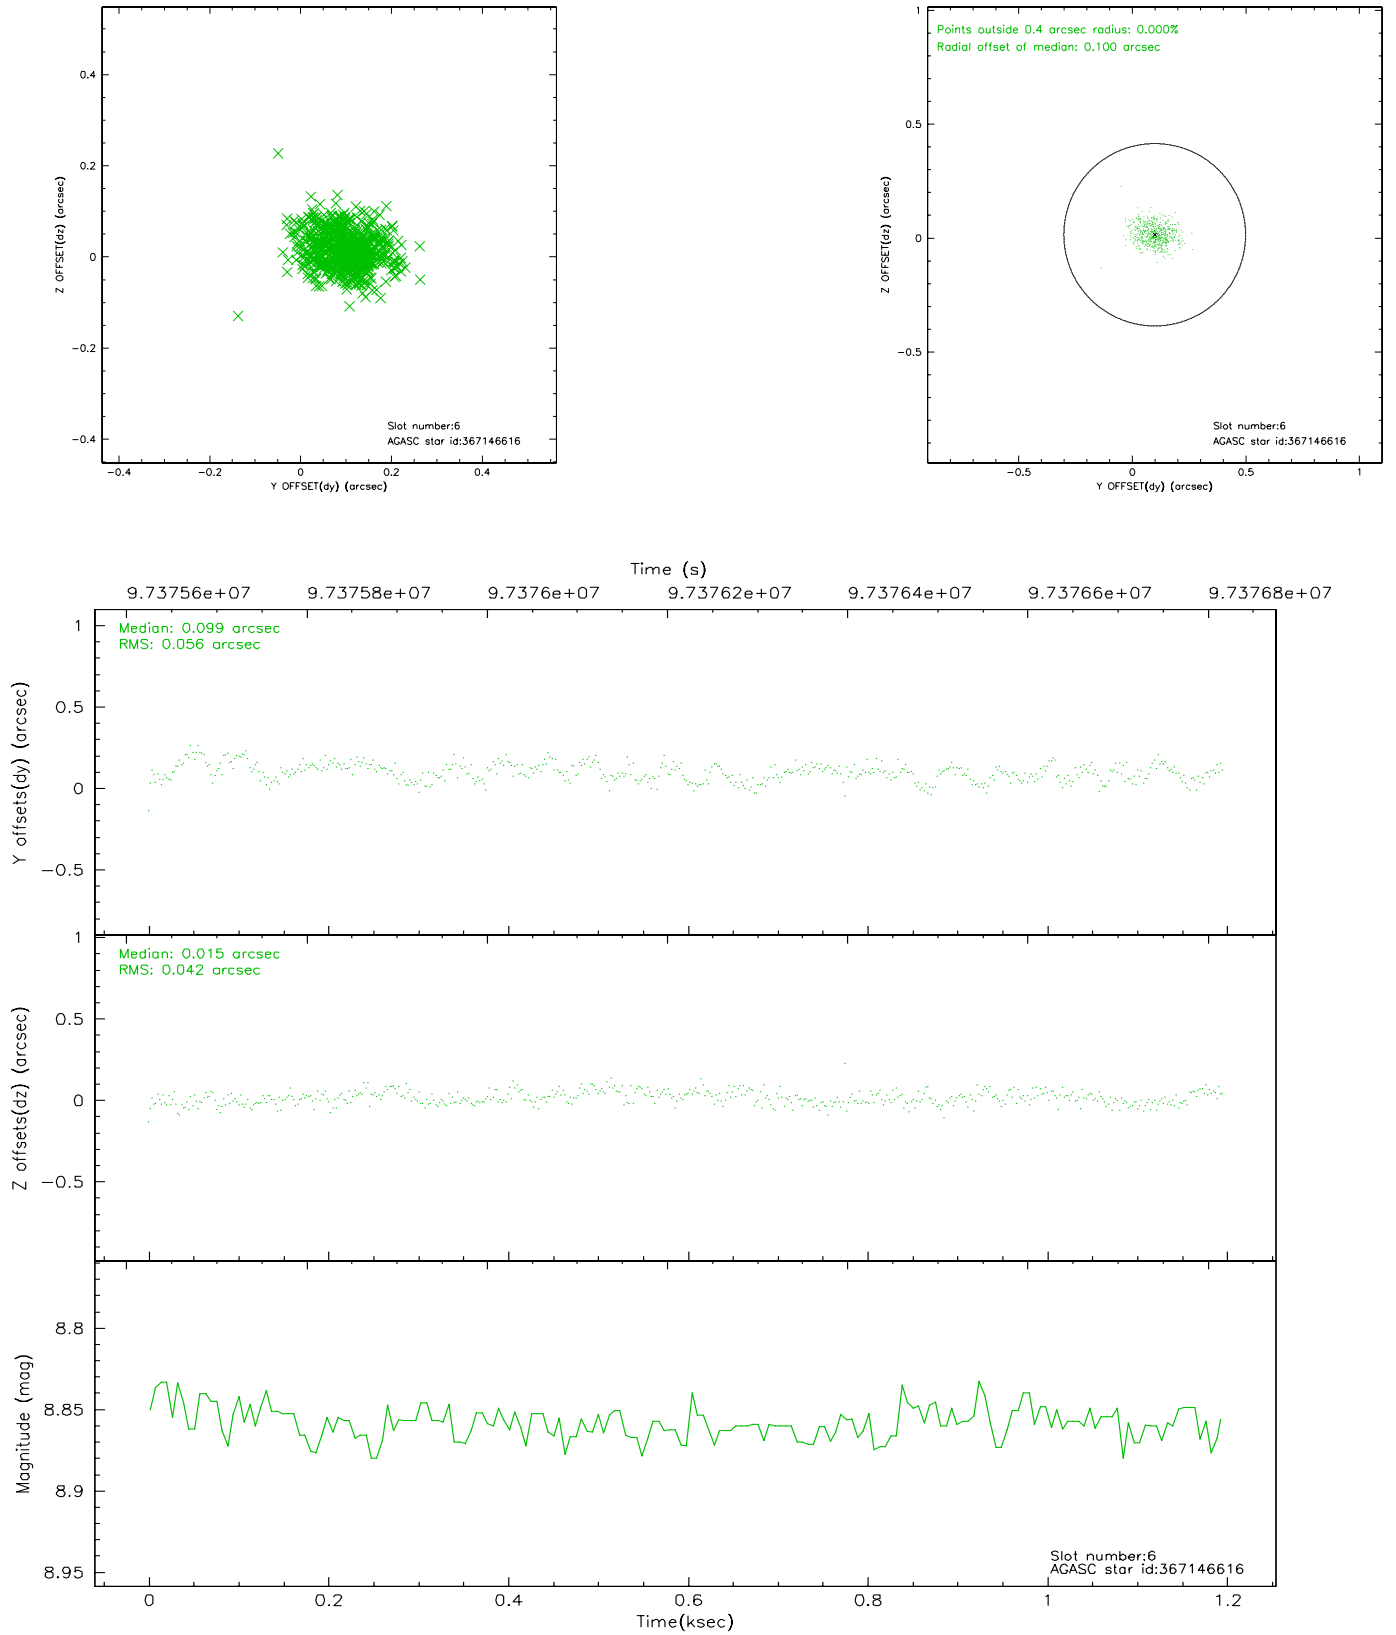 0.4
0.2
0
−0.2
−0.4
Z OFFSET(dz) (arcsec)
Slot number:6
AGASC star id:367146616
−0.4 −0.2 0 0.2 0.4
Y OFFSET(dy) (arcsec)
Points outside 0.4 arcsec radius: 0.000%
Radial offset of median: 0.100 arcsec
1
0.5
0
−0.5
Z OFFSET(dz) (arcsec)
Slot number:6
AGASC star id:367146616
−0.5 0 0.5 1
Y OFFSET(dy) (arcsec)
Time (s)
9.73756e+07 9.73758e+07 9.7376e+07 9.73762e+07 9.73764e+07 9.73766e+07 9.73768e+07
Median: 0.099 arcsec
RMS: 0.056 arcsec
1
0.5
0
−0.5
Y offsets(dy) (arcsec)
Median: 0.015 arcsec
RMS: 0.042 arcsec
1
0.5
0
−0.5
Z offsets(dz) (arcsec)
8.8
8.85
8.9
8.95
Magnitude (mag)
Slot number:6
AGASC star id:367146616
0 0.2 0.4 0.6 0.8 1 1.2
Time(ksec)